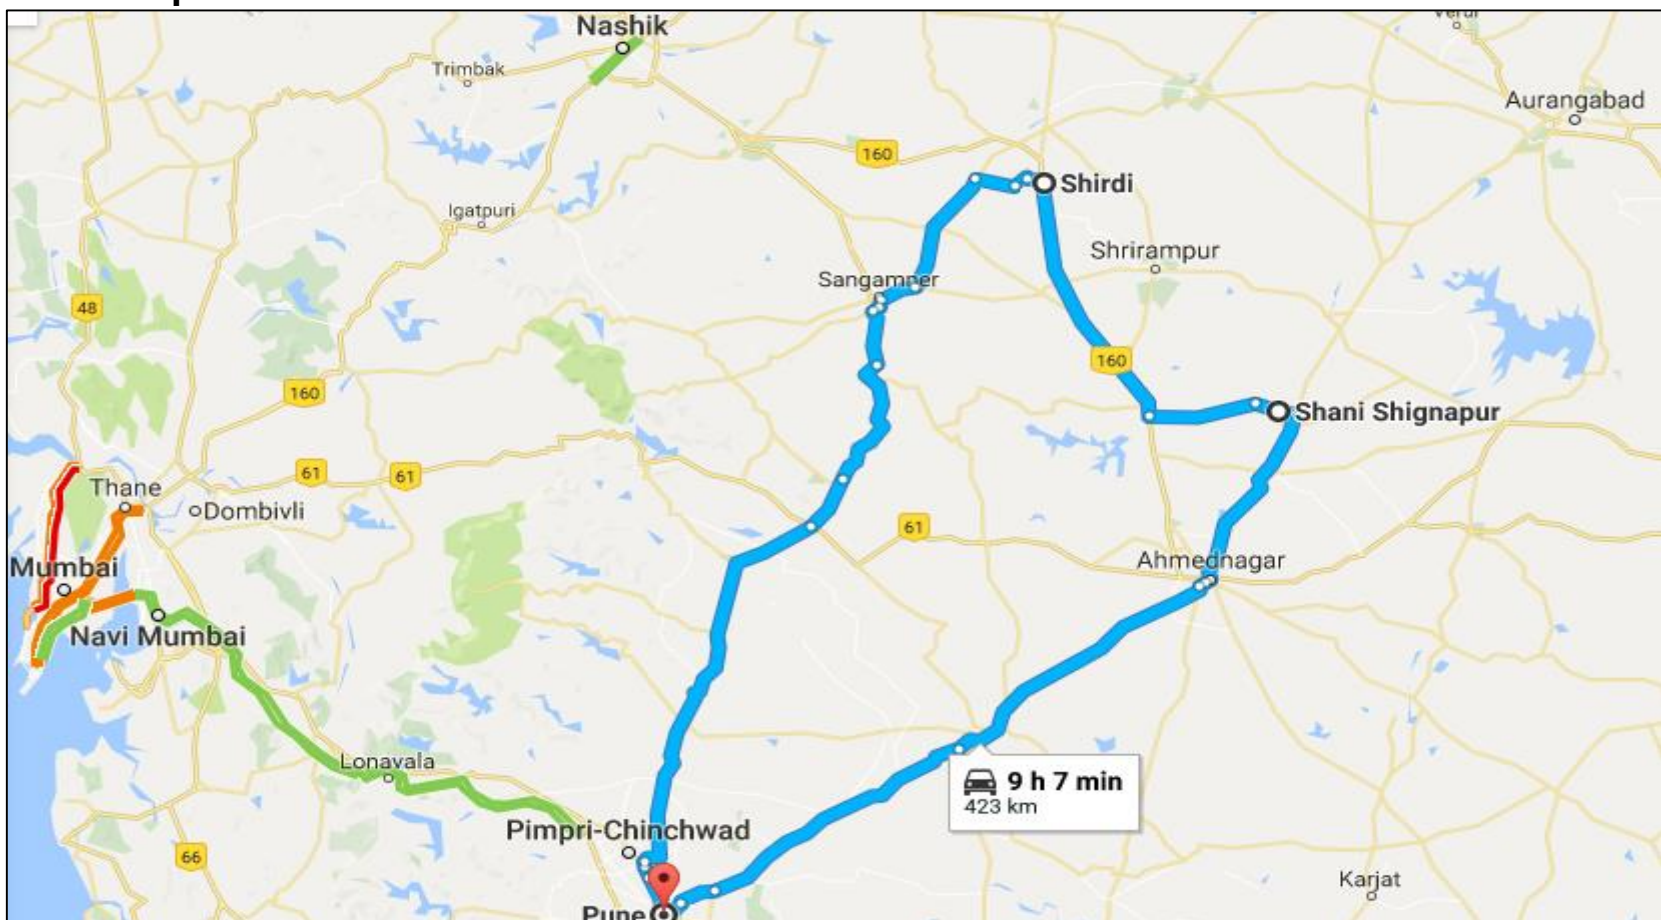 Nashik
Trimbak
Aurangabad
160
Shirdi
Igatpuri
Shrirampur
Sangamner
48
160
160
Shani Shignapur
61
61
Thane
Dombivli
61
Ahmednagar
Mumbai
Navi Mumbai
Lonavala
9 h 7 min
423 km
Pimpri-Chinchwad
66
Karjat
Pune